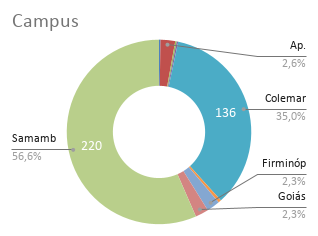 Campus
Ap.
2,6%
136
Colemar
35,0%
Samamb
56,6%
220
Firminóp
2,3%
Goiás
2,3%